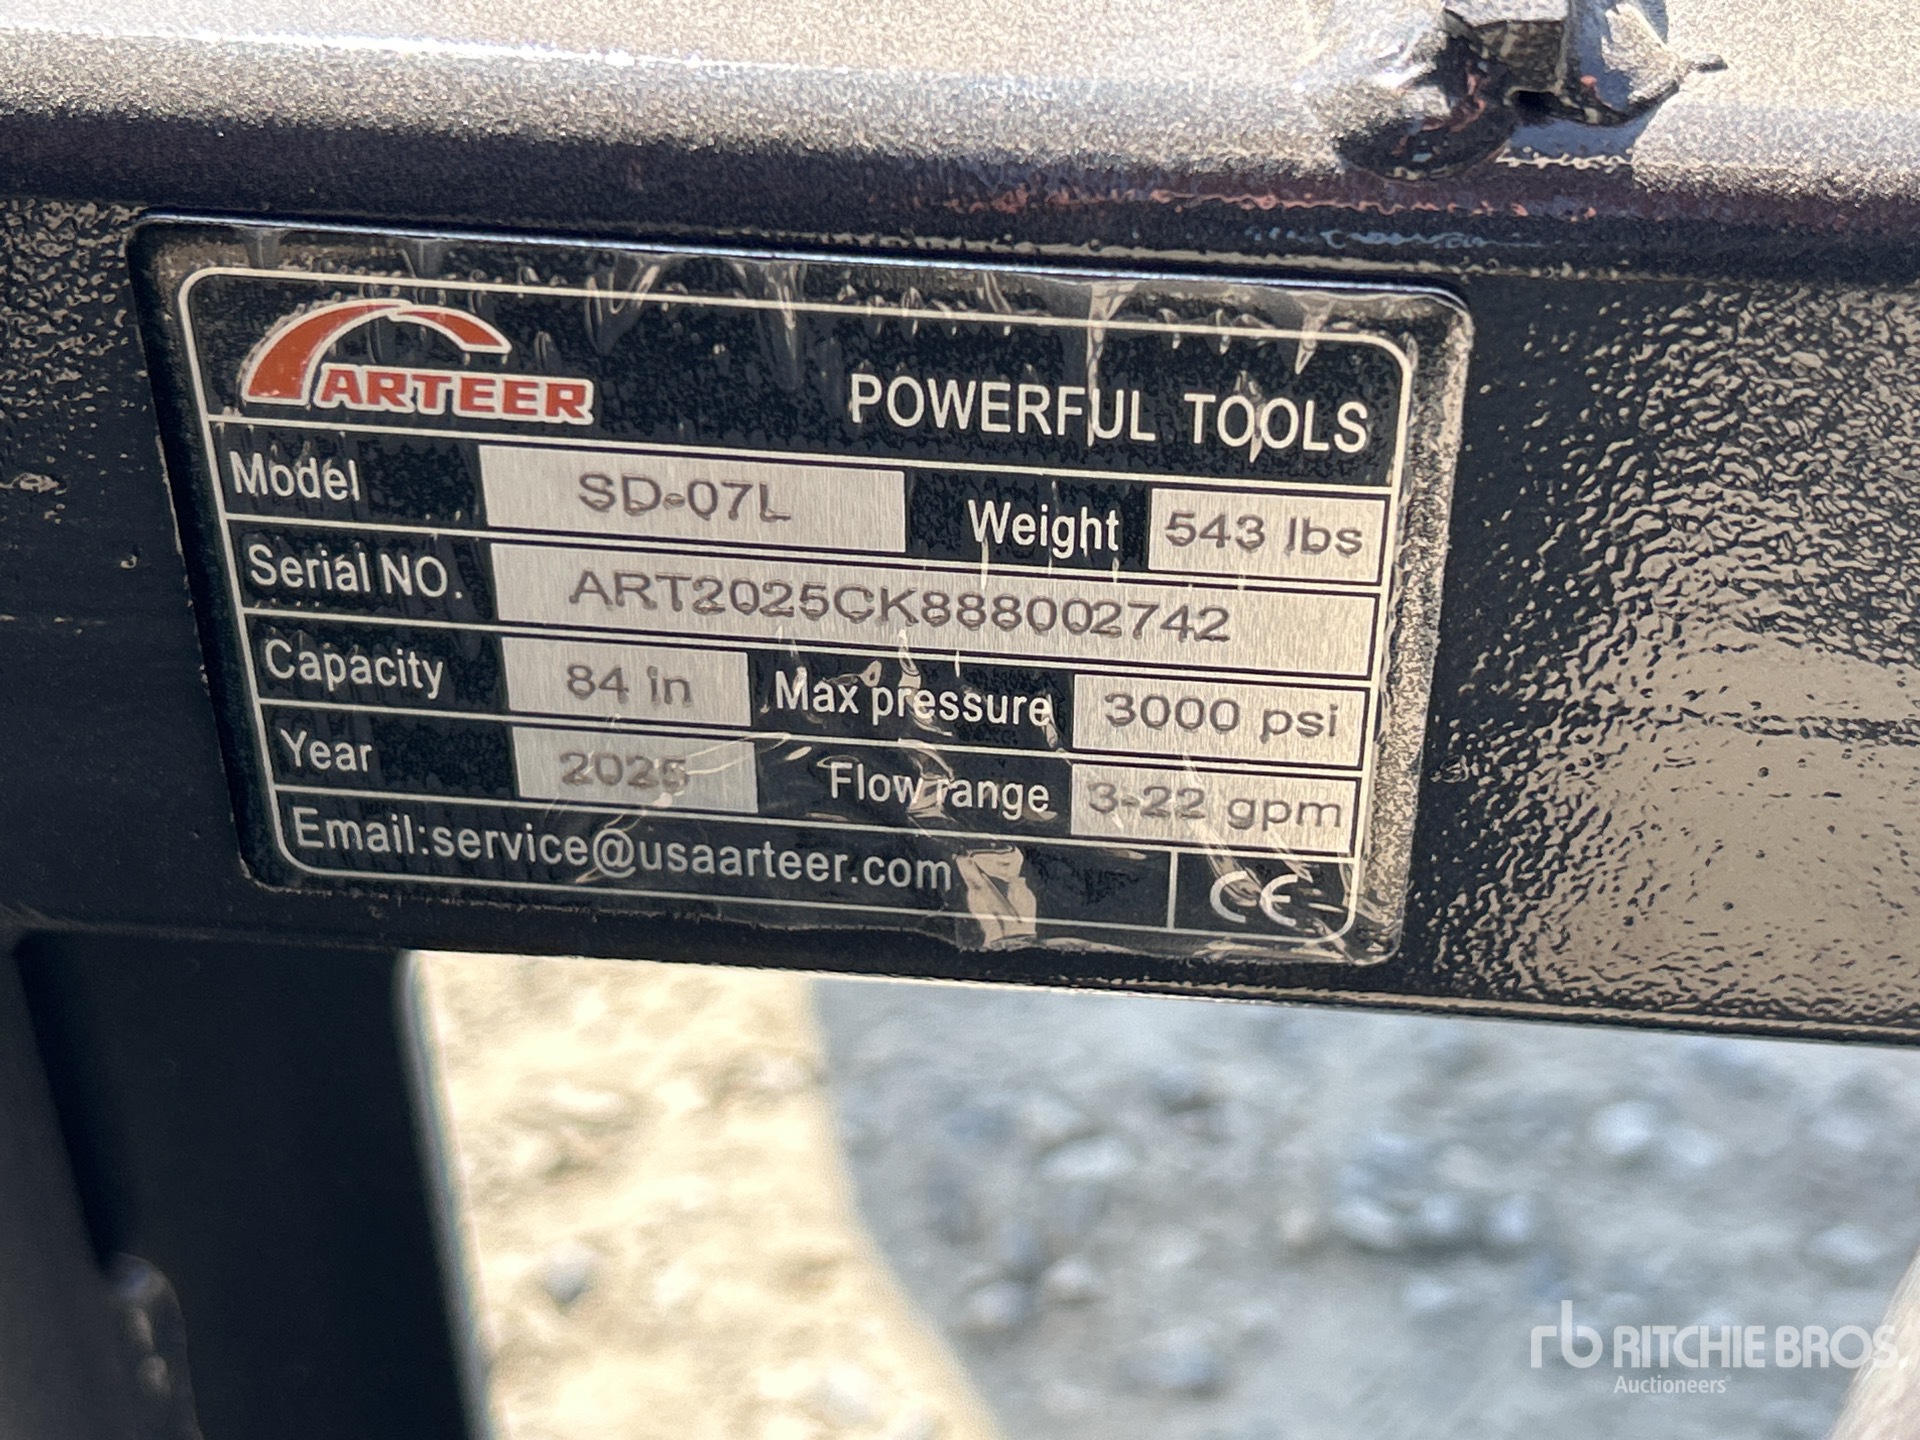 ARTEER
POWERFUL TOOLS
Model SD-07L Weight 543 lbs
Serial NO. ART2025CK888002742
Capacity 84 in Max pressure 3000 psi
Year 2025 Flow range 3-22 gpm
Email:service@usaarteer.com CE
rb RITCHIE BROS.
Auctioneers